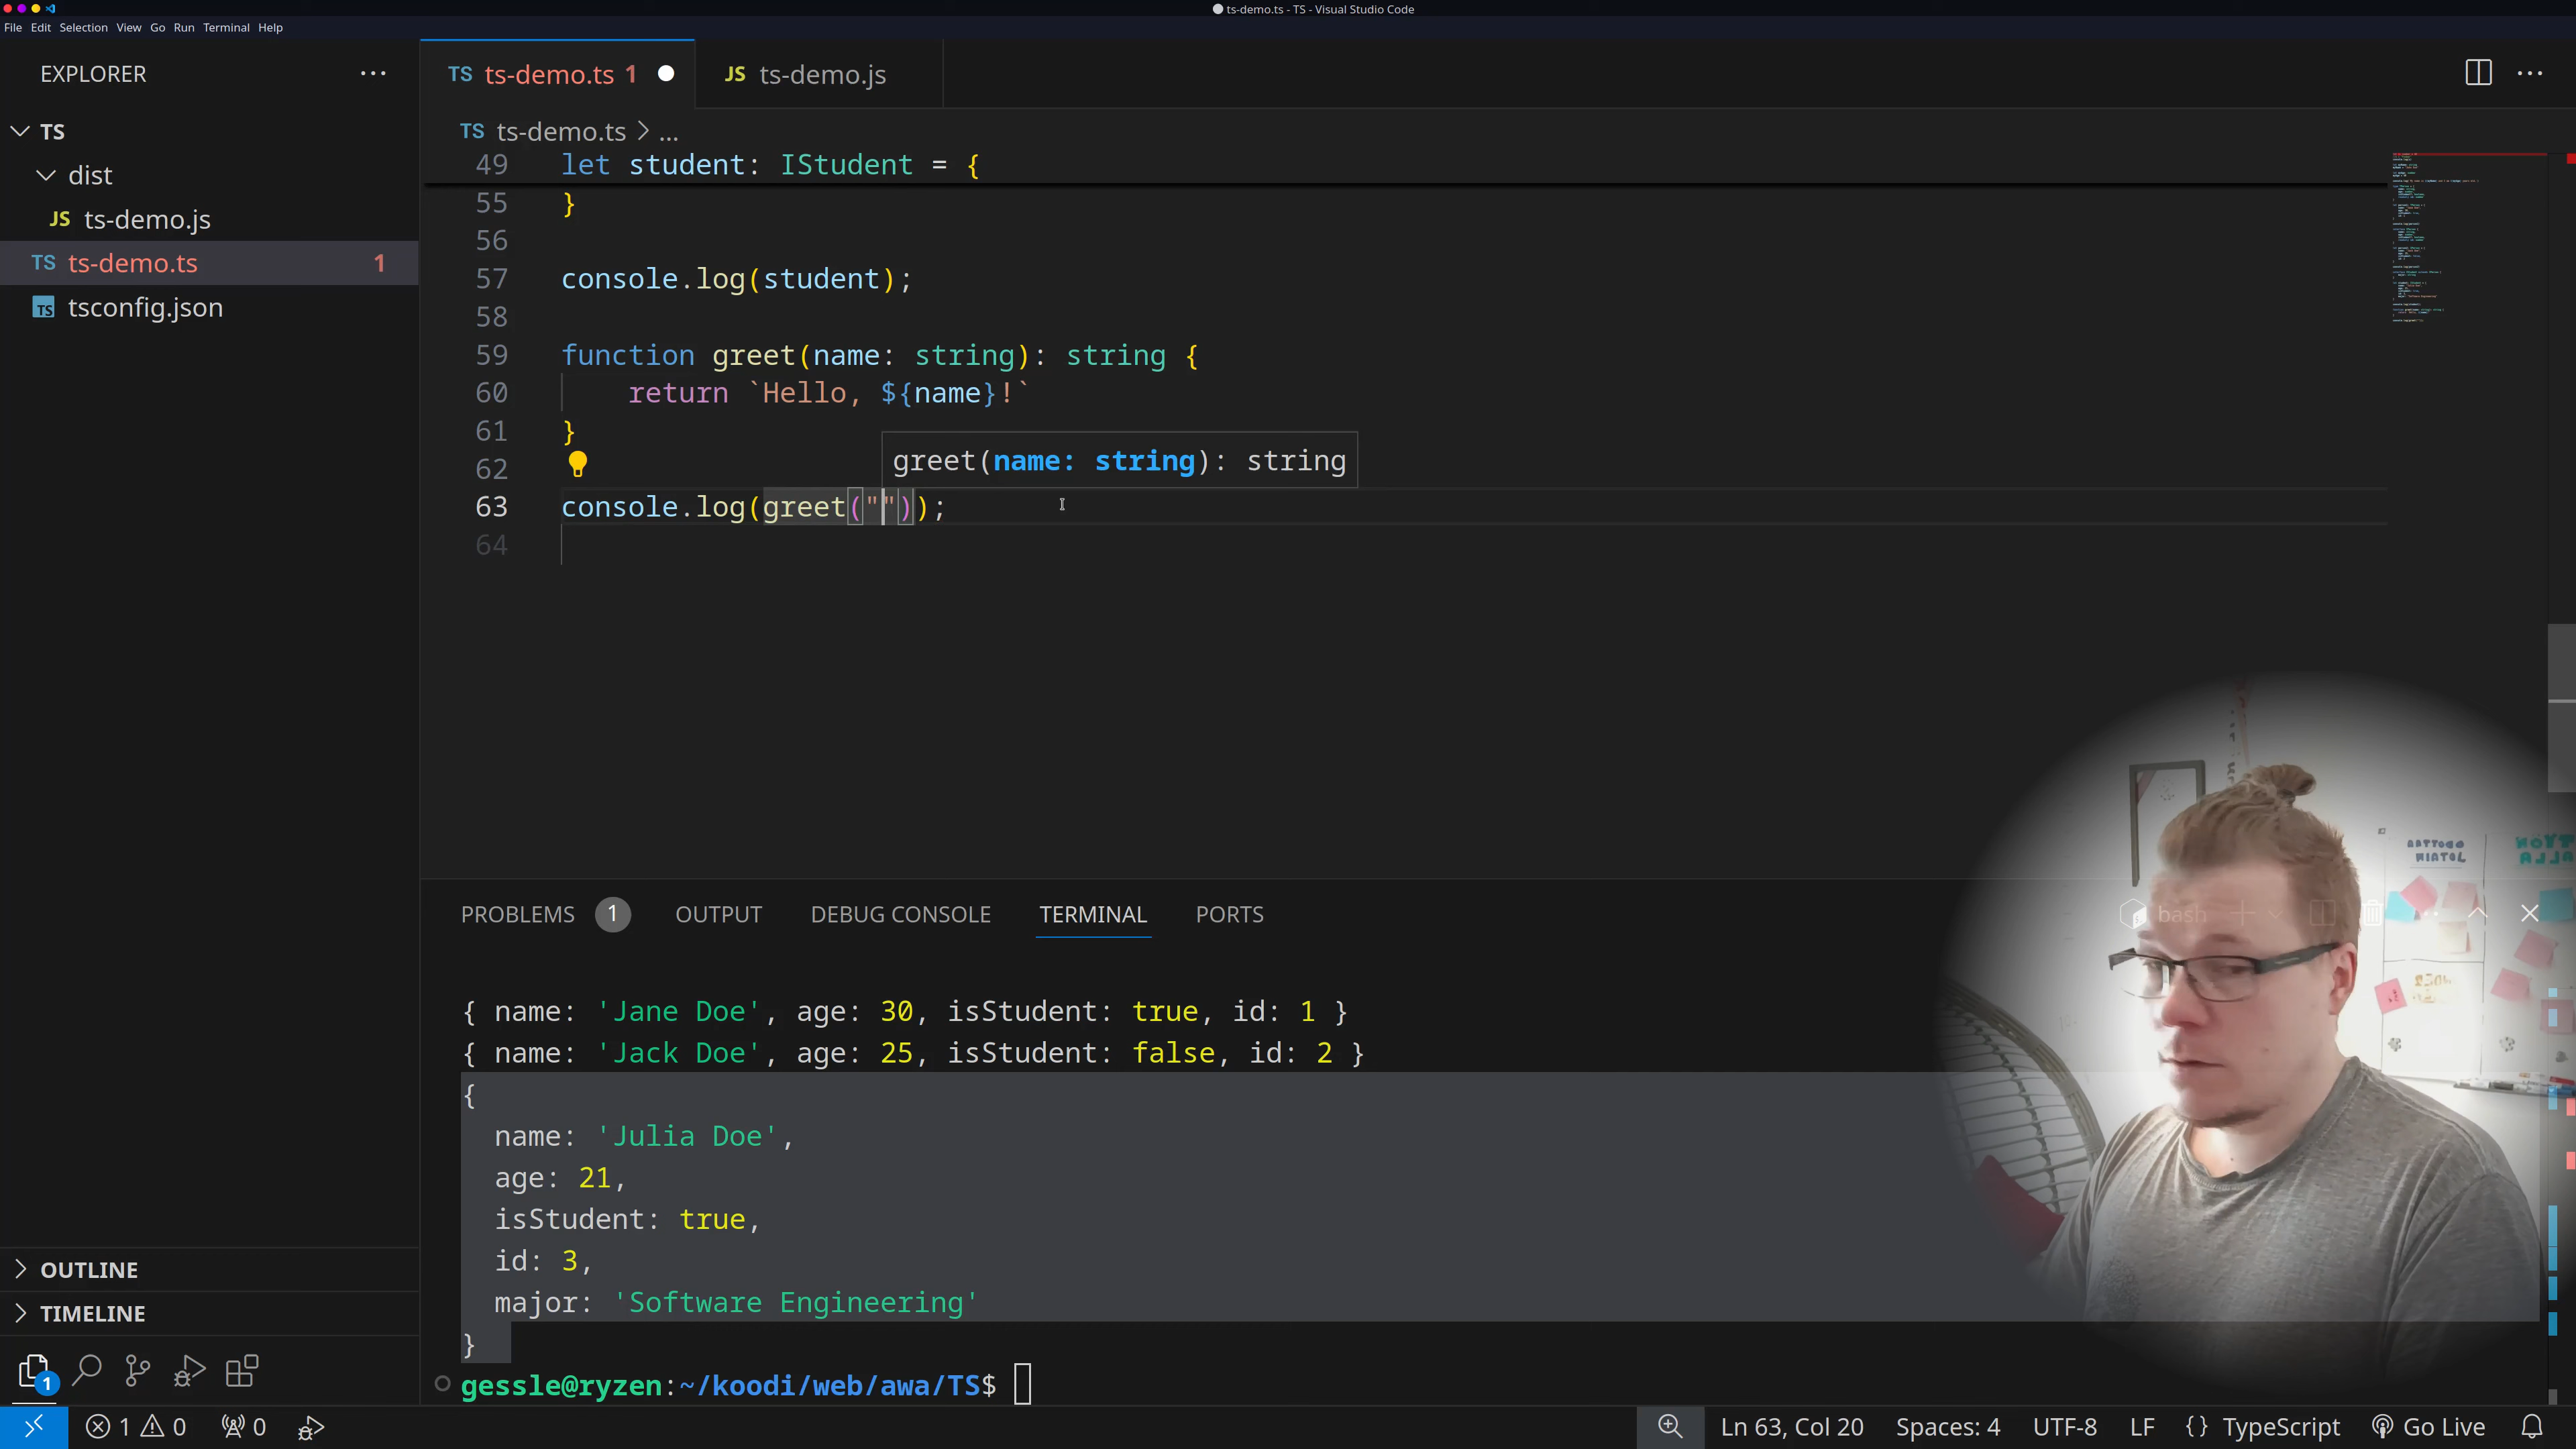 ts-demo.ts - TS - Visual Studio Code
File Edit Selection View Go Run Terminal Help
EXPLORER
TS ts-demo.ts 1
JS ts-demo.js
TS
dist
JS ts-demo.js
TS ts-demo.ts 1
TS tsconfig.json
TS ts-demo.ts > ...
49 let student: IStudent = {
55 }
56
57 console.log(student);
58
59 function greet(name: string): string {
60 return `Hello, ${name}!`
61 }
greet(name: string): string
62
63 console.log(greet(""));
64
PROBLEMS 1 OUTPUT DEBUG CONSOLE TERMINAL PORTS
bash
{ name: 'Jane Doe', age: 30, isStudent: true, id: 1 }
{ name: 'Jack Doe', age: 25, isStudent: false, id: 2 }
{
name: 'Julia Doe',
age: 21,
isStudent: true,
id: 3,
major: 'Software Engineering'
}
gessle@ryzen:~/koodi/web/awa/TS$
OUTLINE
TIMELINE
1
1 0 0
Ln 63, Col 20 Spaces: 4 UTF-8 LF {} TypeScript Go Live